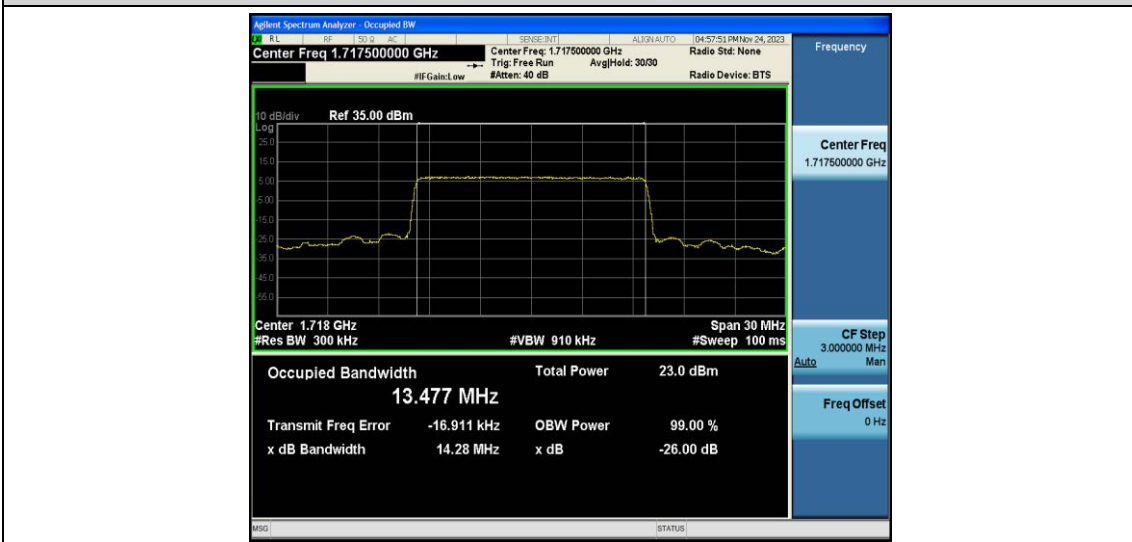 Agilent Spectrum Analyzer - Occupied BW
RL RF 50 Ω AC SENSE:INT ALIGN AUTO 04:57:51 PM Nov 24, 2023
Center Freq 1.717500000 GHz
Center Freq: 1.717500000 GHz Radio Std: None
Trig: Free Run Avg|Hold: 30/30
#IFGain:Low #Atten: 40 dB Radio Device: BTS
Frequency
10 dB/div Ref 35.00 dBm
Log
25.0
15.0
5.00
-5.00
-15.0
-25.0
-35.0
-45.0
-55.0
Center 1.718 GHz Span 30 MHz
#Res BW 300 kHz #VBW 910 kHz #Sweep 100 ms
Occupied Bandwidth Total Power 23.0 dBm
13.477 MHz
Transmit Freq Error -16.911 kHz OBW Power 99.00 %
x dB Bandwidth 14.28 MHz x dB -26.00 dB
Center Freq
1.717500000 GHz
CF Step
3.000000 MHz
Auto Man
Freq Offset
0 Hz
MSG STATUS